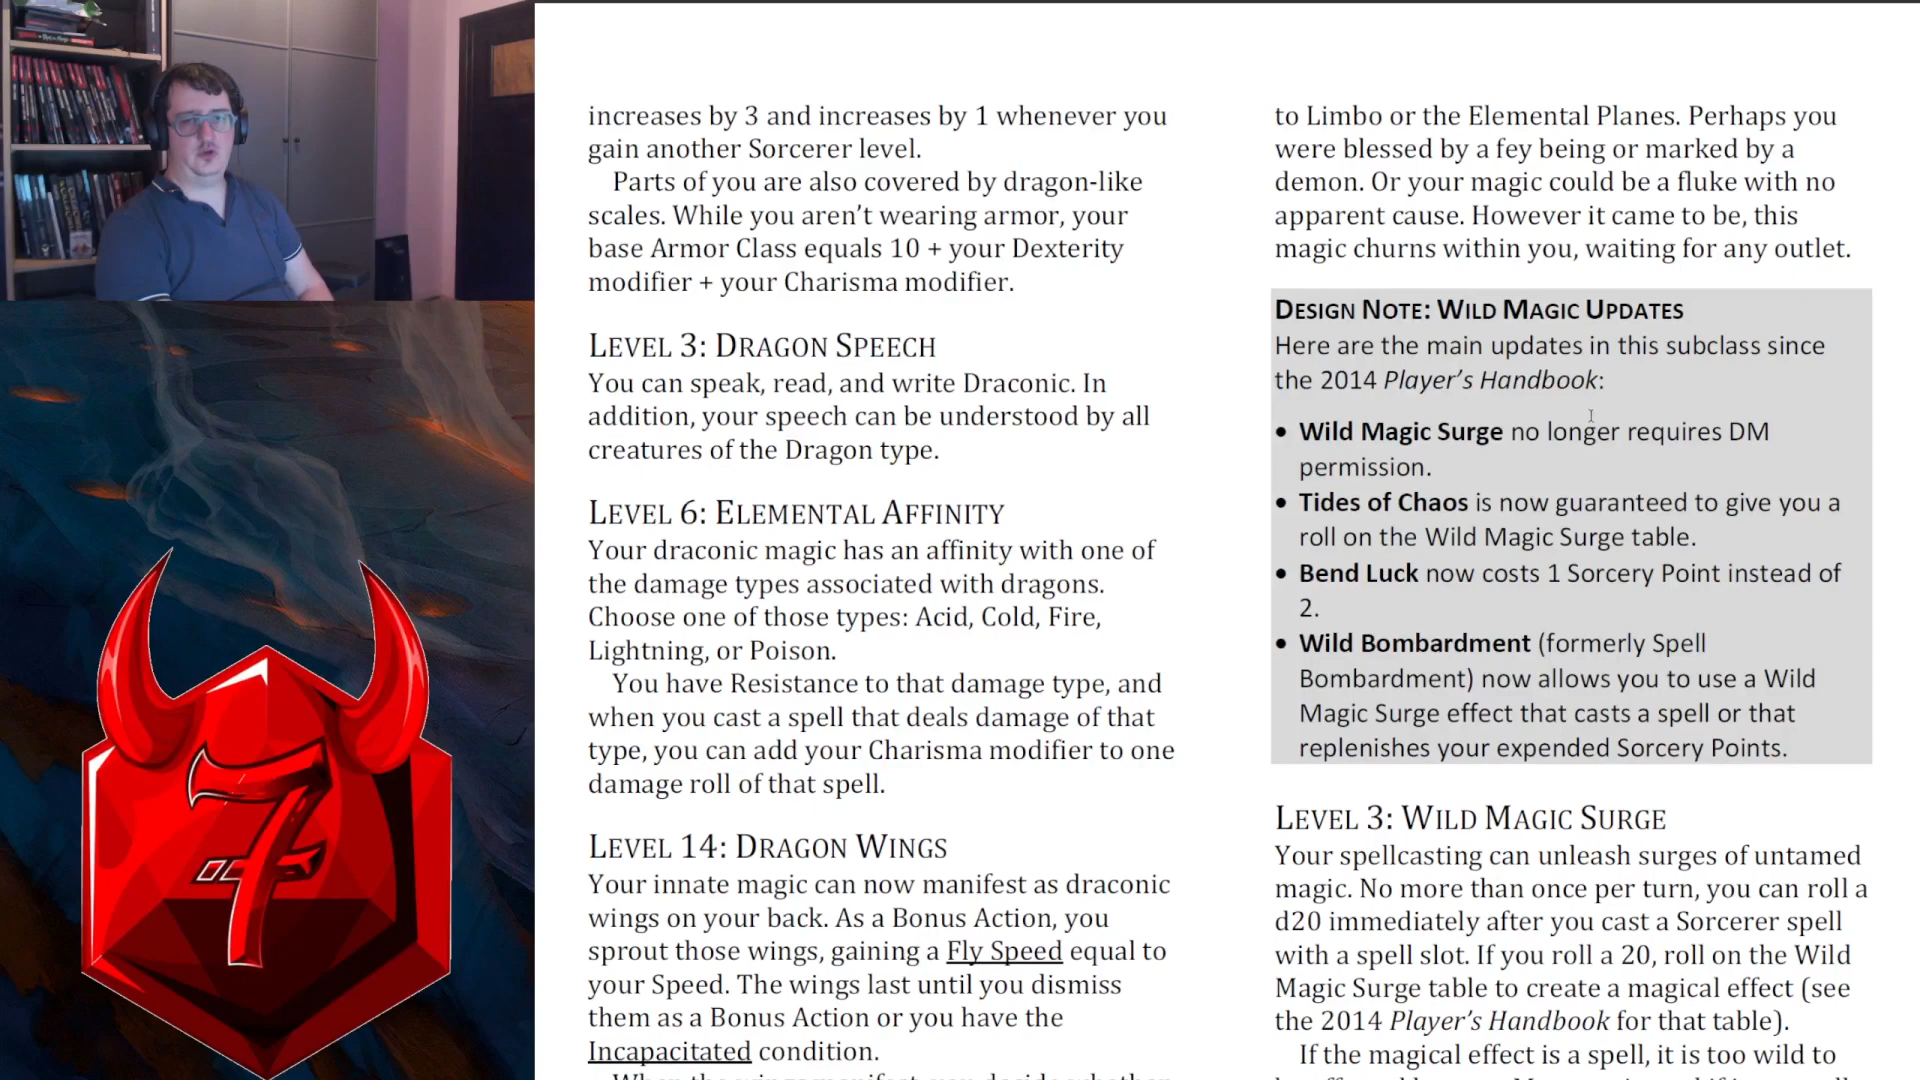 increases by 3 and increases by 1 whenever you
gain another Sorcerer level.
Parts of you are also covered by dragon-like
scales. While you aren’t wearing armor, your
base Armor Class equals 10 + your Dexterity
modifier + your Charisma modifier.
LEVEL 3: DRAGON SPEECH
You can speak, read, and write Draconic. In
addition, your speech can be understood by all
creatures of the Dragon type.
LEVEL 6: ELEMENTAL AFFINITY
Your draconic magic has an affinity with one of
the damage types associated with dragons.
Choose one of those types: Acid, Cold, Fire,
Lightning, or Poison.
You have Resistance to that damage type, and
when you cast a spell that deals damage of that
type, you can add your Charisma modifier to one
damage roll of that spell.
LEVEL 14: DRAGON WINGS
Your innate magic can now manifest as draconic
wings on your back. As a Bonus Action, you
sprout those wings, gaining a Fly Speed equal to
your Speed. The wings last until you dismiss
them as a Bonus Action or you have the
Incapacitated condition.
to Limbo or the Elemental Planes. Perhaps you
were blessed by a fey being or marked by a
demon. Or your magic could be a fluke with no
apparent cause. However it came to be, this
magic churns within you, waiting for any outlet.
DESIGN NOTE: WILD MAGIC UPDATES
Here are the main updates in this subclass since
the 2014 Player’s Handbook:
• Wild Magic Surge no longer requires DM
permission.
• Tides of Chaos is now guaranteed to give you a
roll on the Wild Magic Surge table.
• Bend Luck now costs 1 Sorcery Point instead of
2.
• Wild Bombardment (formerly Spell
Bombardment) now allows you to use a Wild
Magic Surge effect that casts a spell or that
replenishes your expended Sorcery Points.
LEVEL 3: WILD MAGIC SURGE
Your spellcasting can unleash surges of untamed
magic. No more than once per turn, you can roll a
d20 immediately after you cast a Sorcerer spell
with a spell slot. If you roll a 20, roll on the Wild
Magic Surge table to create a magical effect (see
the 2014 Player’s Handbook for that table).
If the magical effect is a spell, it is too wild to
7